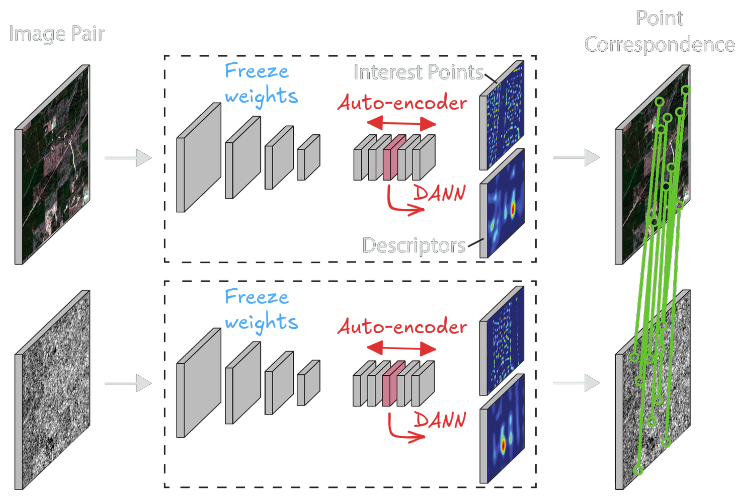 Image Pair
Point
Correspondence
Freeze
weights
Interest Points
Auto-encoder
DANN
Descriptors
Freeze
weights
Auto-encoder
DANN